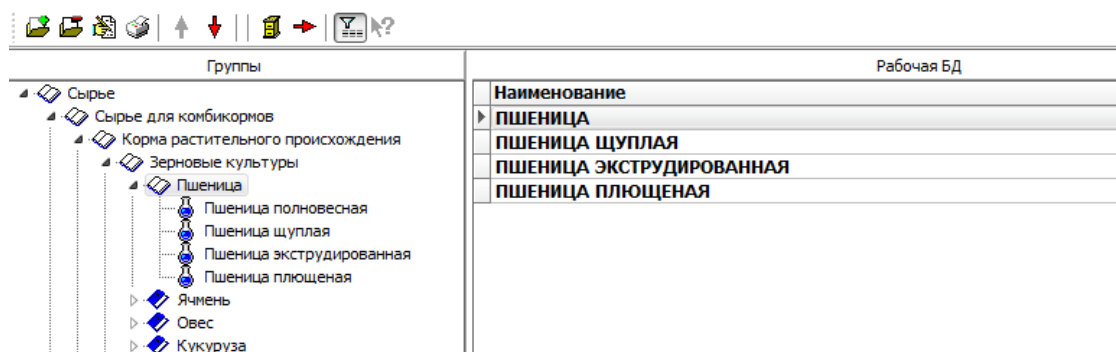 Группы
Рабочая БД
Сырье
Сырье для комбикормов
Корма растительного происхождения
Зерновые культуры
Пшеница
Пшеница полновесная
Пшеница щуплая
Пшеница экструдированная
Пшеница плющеная
Ячмень
Овес
Кукуруза
Наименование
ПШЕНИЦА
ПШЕНИЦА ЩУПЛАЯ
ПШЕНИЦА ЭКСТРУДИРОВАННАЯ
ПШЕНИЦА ПЛЮЩЕНАЯ